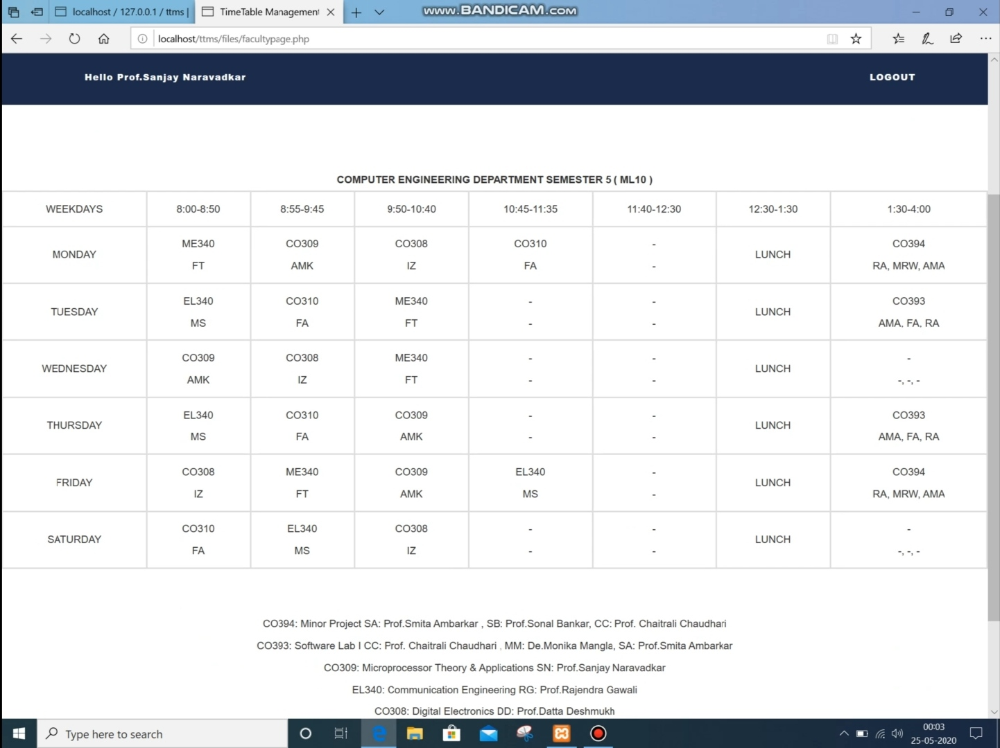 localhost / 127.0.0.1 / ttms |
TimeTable Management
www.BANDICAM.com
localhost/ttms/files/facultypage.php
Hello Prof.Sanjay Naravadkar
LOGOUT
COMPUTER ENGINEERING DEPARTMENT SEMESTER 5 ( ML10 )
WEEKDAYS 8:00-8:50 8:55-9:45 9:50-10:40 10:45-11:35 11:40-12:30 12:30-1:30 1:30-4:00
ME340 CO309 CO308 CO310 - CO394
MONDAY LUNCH
FT AMK IZ FA - RA, MRW, AMA
EL340 CO310 ME340 - - CO393
TUESDAY LUNCH
MS FA FT - - AMA, FA, RA
CO309 CO308 ME340 - - -
WEDNESDAY LUNCH
AMK IZ FT - - -, -, -
EL340 CO310 CO309 - - CO393
THURSDAY LUNCH
MS FA AMK - - AMA, FA, RA
CO308 ME340 CO309 EL340 - CO394
FRIDAY LUNCH
IZ FT AMK MS - RA, MRW, AMA
CO310 EL340 CO308 - - -
SATURDAY LUNCH
FA MS IZ - - -, -, -
CO394: Minor Project SA: Prof.Smita Ambarkar , SB: Prof.Sonal Bankar, CC: Prof. Chaitrali Chaudhari
CO393: Software Lab I CC: Prof. Chaitrali Chaudhari , MM: De.Monika Mangla, SA: Prof.Smita Ambarkar
CO309: Microprocessor Theory & Applications SN: Prof.Sanjay Naravadkar
EL340: Communication Engineering RG: Prof.Rajendra Gawali
CO308: Digital Electronics DD: Prof.Datta Deshmukh
Type here to search
00:03
25-05-2020